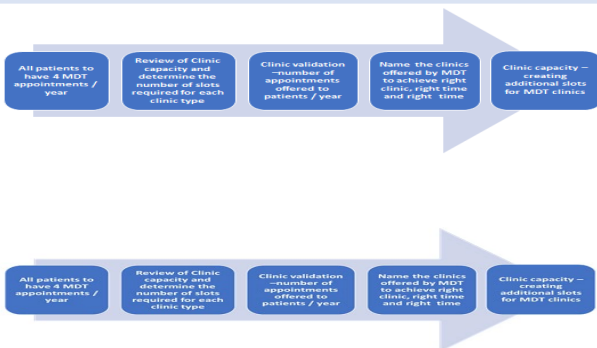 All patients to
have 4 MDT
appointments /
year
Review of Clinic
capacity and
determine the
number of slots
required for each
clinic type
Clinic validation
–number of
appointments
offered to
patients / year
Name the clinics
offered by MDT
to achieve right
clinic, right time
and right time
Clinic capacity –
creating
additional slots
for MDT clinics
All patients to
have 4 MDT
appointments /
year
Review of Clinic
capacity and
determine the
number of slots
required for each
clinic type
Clinic validation
–number of
appointments
offered to
patients / year
Name the clinics
offered by MDT
to achieve right
clinic, right time
and right time
Clinic capacity –
creating
additional slots
for MDT clinics